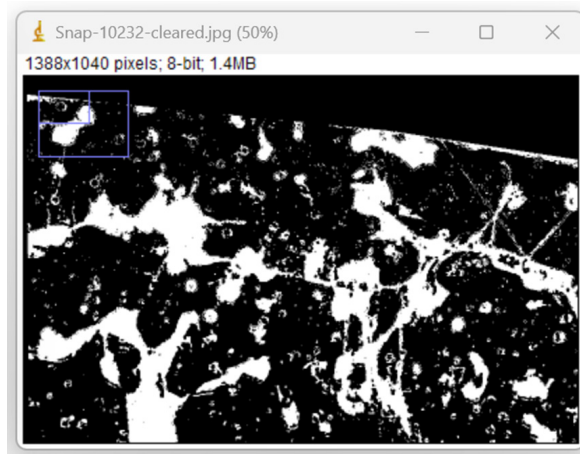 Snap-10232-cleared.jpg (50%)
1388x1040 pixels; 8-bit; 1.4MB